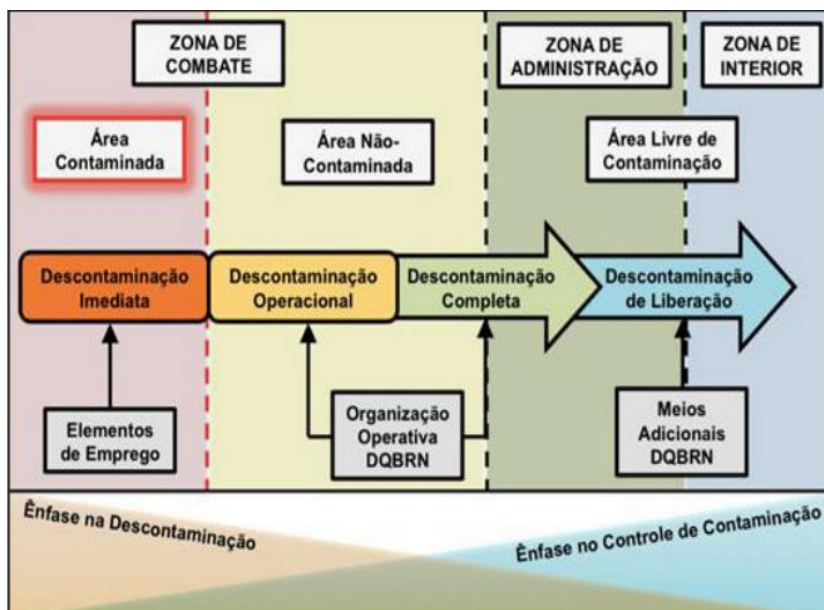 ZONA DE
COMBATE
ZONA DE
ADMINISTRAÇÃO
ZONA DE
INTERIOR
Área
Contaminada
Área Não-
Contaminada
Área Livre de
Contaminação
Descontaminação
Imediata
Descontaminação
Operacional
Descontaminação
Completa
Descontaminação
de Liberação
Elementos
de Emprego
Organização
Operativa
DQBRN
Meios
Adicionais
DQBRN
Ênfase na Descontaminação
Ênfase no Controle de Contaminação